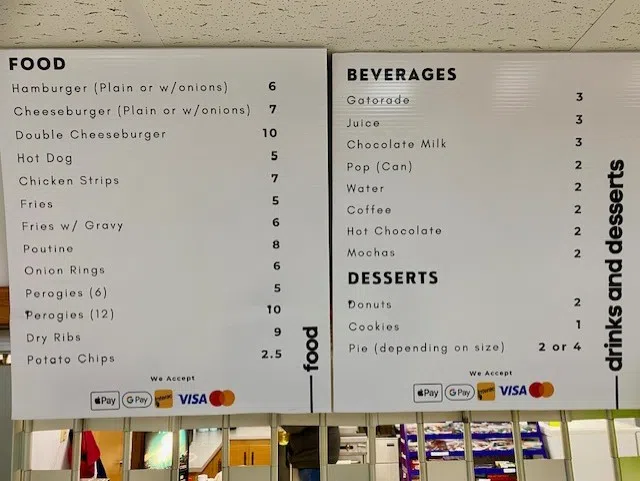 FOOD
Hamburger (Plain or w/onions) 6
Cheeseburger (Plain or w/onions) 7
Double Cheeseburger 10
Hot Dog 5
Chicken Strips 7
Fries 5
Fries w/ Gravy 6
Poutine 8
Onion Rings 6
Perogies (6) 5
Perogies (12) 10
Dry Ribs 9
Potato Chips 2.5
We Accept
Pay G Pay VISA
food
BEVERAGES
Gatorade 3
Juice 3
Chocolate Milk 3
Pop (Can) 2
Water 2
Coffee 2
Hot Chocolate 2
Mochas 2
DESSERTS
Donuts 2
Cookies 1
Pie (depending on size) 2 or 4
We Accept
Pay G Pay VISA
drinks and desserts